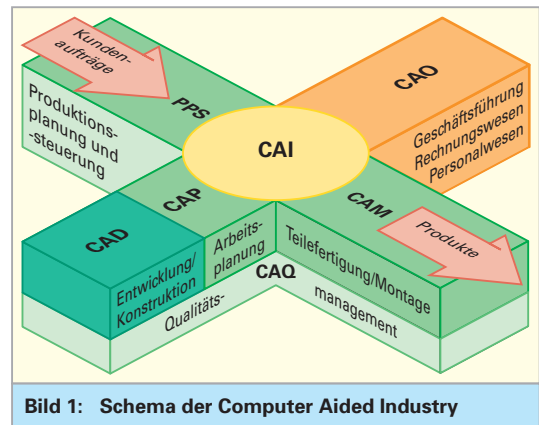 Kunden-
aufträge
PPS
Produktions-
planung und
-steuerung
CAO
Geschäftsführung
Rechnungswesen
Personalwesen
CAI
CAP
CAD
Arbeits-
planung
Entwicklung/
Konstruktion
CAM
Produkte
Teilefertigung/Montage
CAQ
Qualitäts-
management
Bild 1: Schema der Computer Aided Industry